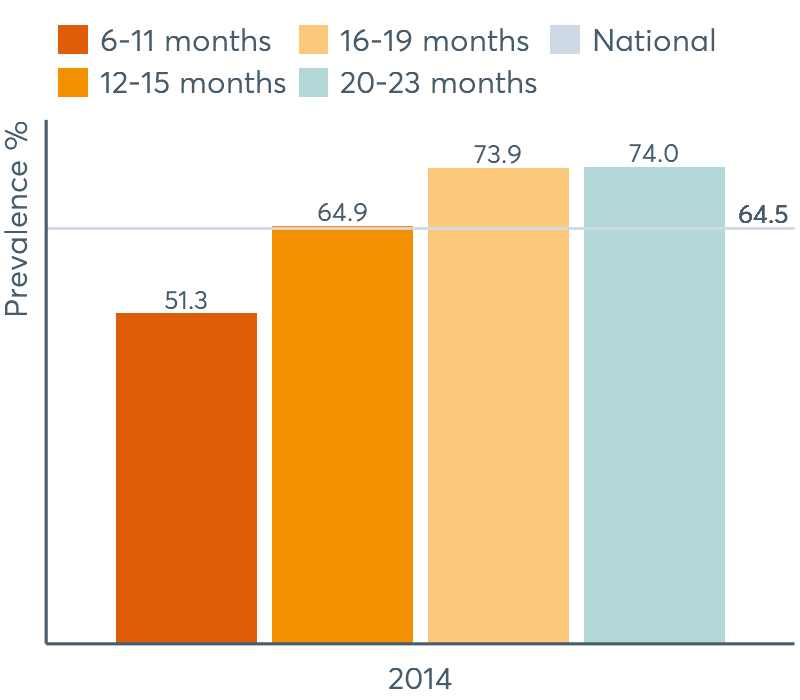 6-11 months 16-19 months National
12-15 months 20-23 months
Prevalence %
51.3
64.9
73.9
74.0
64.5
2014